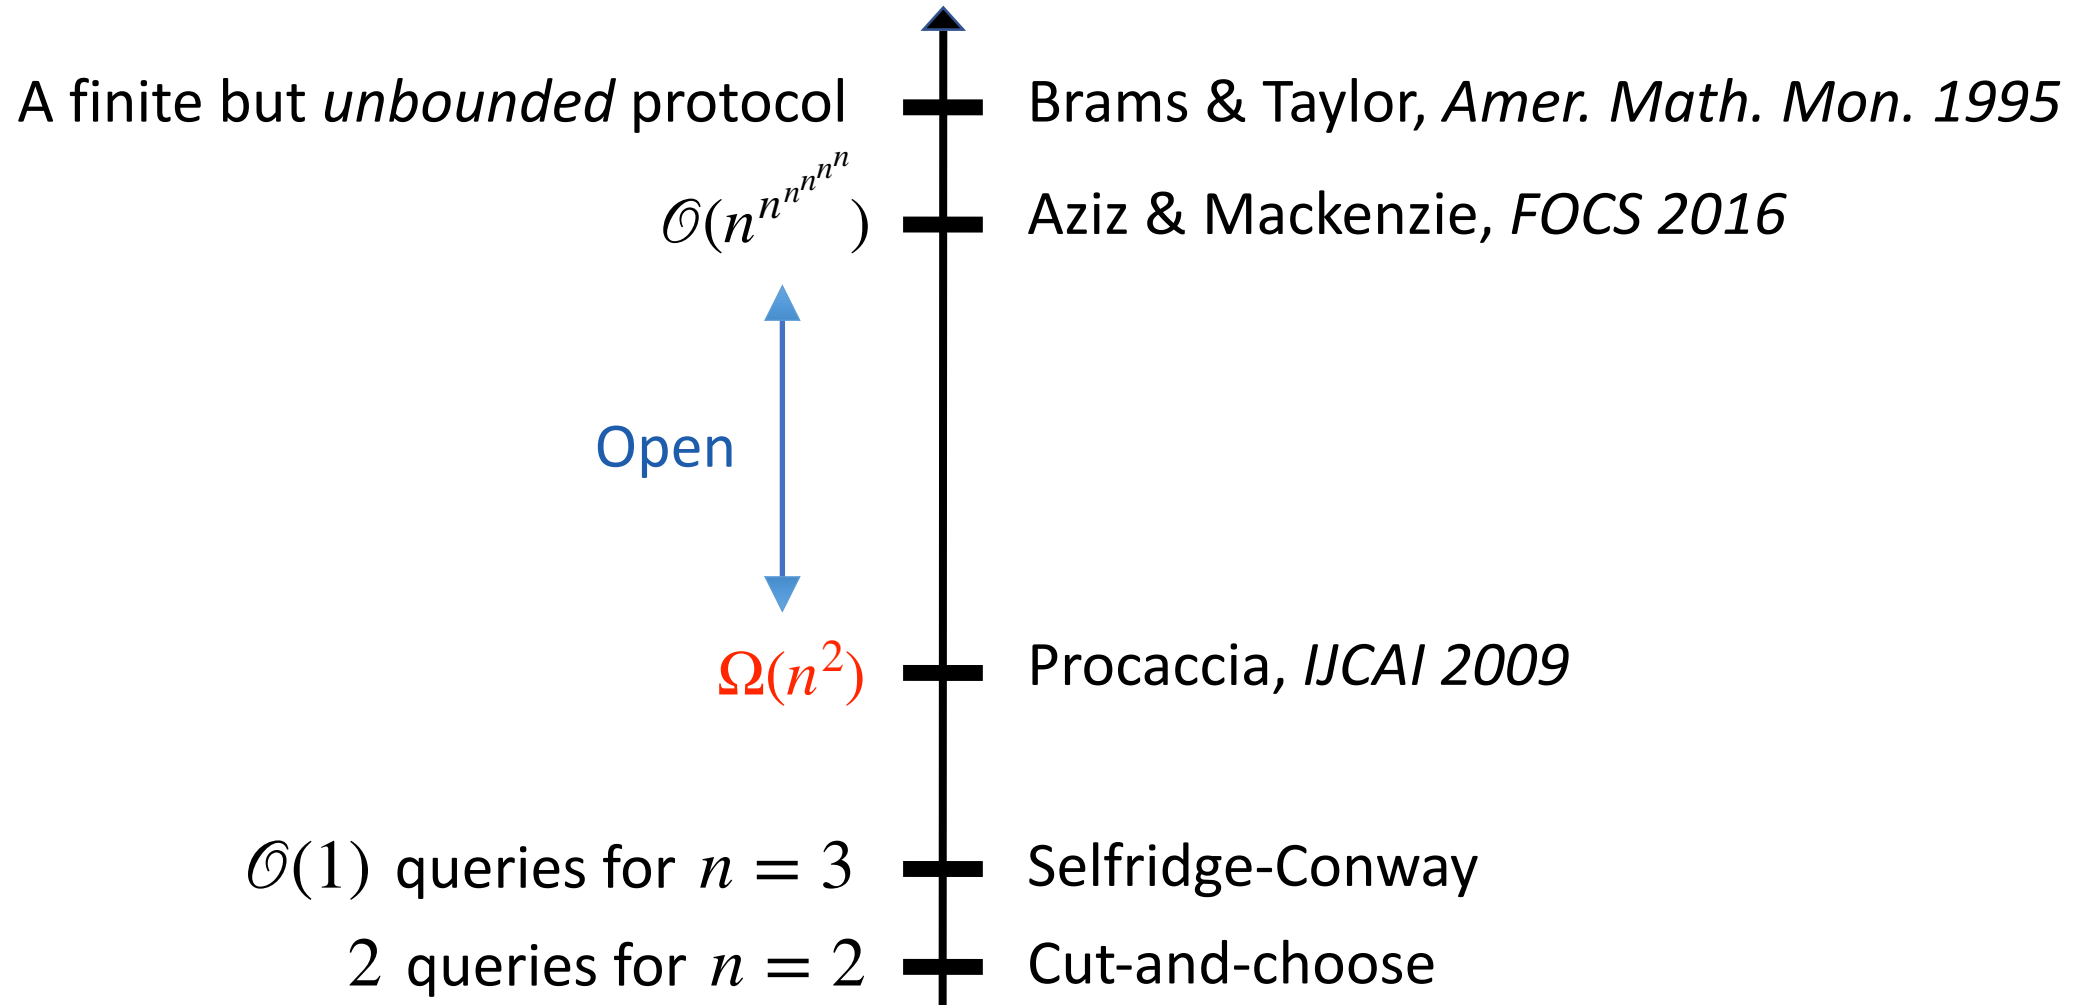 A finite but unbounded protocol Brams & Taylor, Amer. Math. Mon. 1995
𝒪(n^{n^{n^{n^{n^{n}}}}}) Aziz & Mackenzie, FOCS 2016
Open
Ω(n²) Procaccia, IJCAI 2009
𝒪(1) queries for n = 3 Selfridge-Conway
2 queries for n = 2 Cut-and-choose